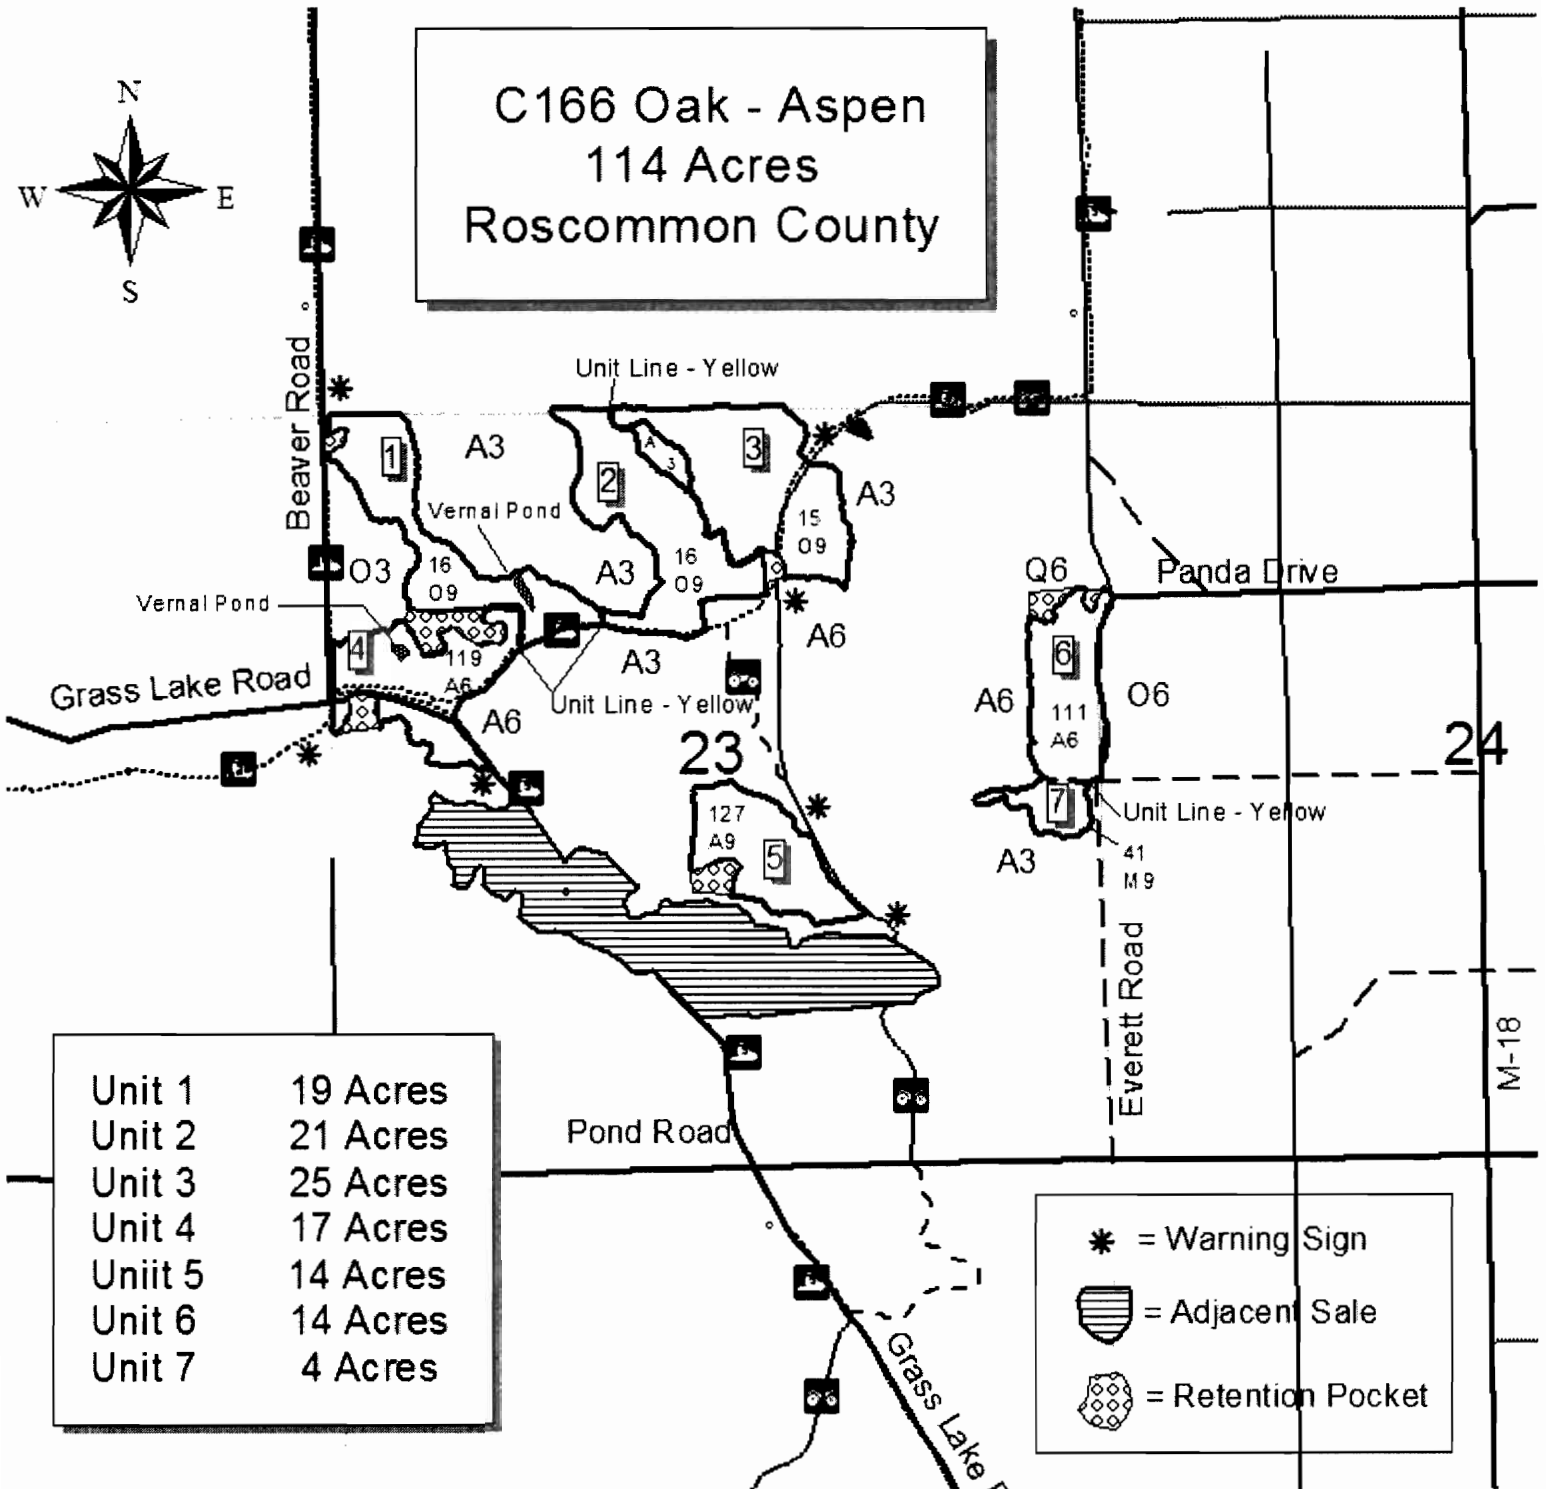 C166 Oak - Aspen
114 Acres
Roscommon County
N
W
E
S
Beaver Road
Unit Line - Yellow
1
A3
2
A
3
3
A3
Vernal Pond
15
O9
O3
16
O9
A3
16
O9
Q6
Panda Drive
Vernal Pond
4
119
A6
A3
A6
6
Grass Lake Road
Unit Line - Yellow
A6
A6
111
A6
O6
23
24
127
A9
5
7
Unit Line - Yellow
A3
41
M9
Everett Road
M-18
Unit 1 19 Acres
Unit 2 21 Acres
Unit 3 25 Acres
Unit 4 17 Acres
Uniit 5 14 Acres
Unit 6 14 Acres
Unit 7 4 Acres
Pond Road
= Warning Sign
= Adjacent Sale
= Retention Pocket
Grass Lake